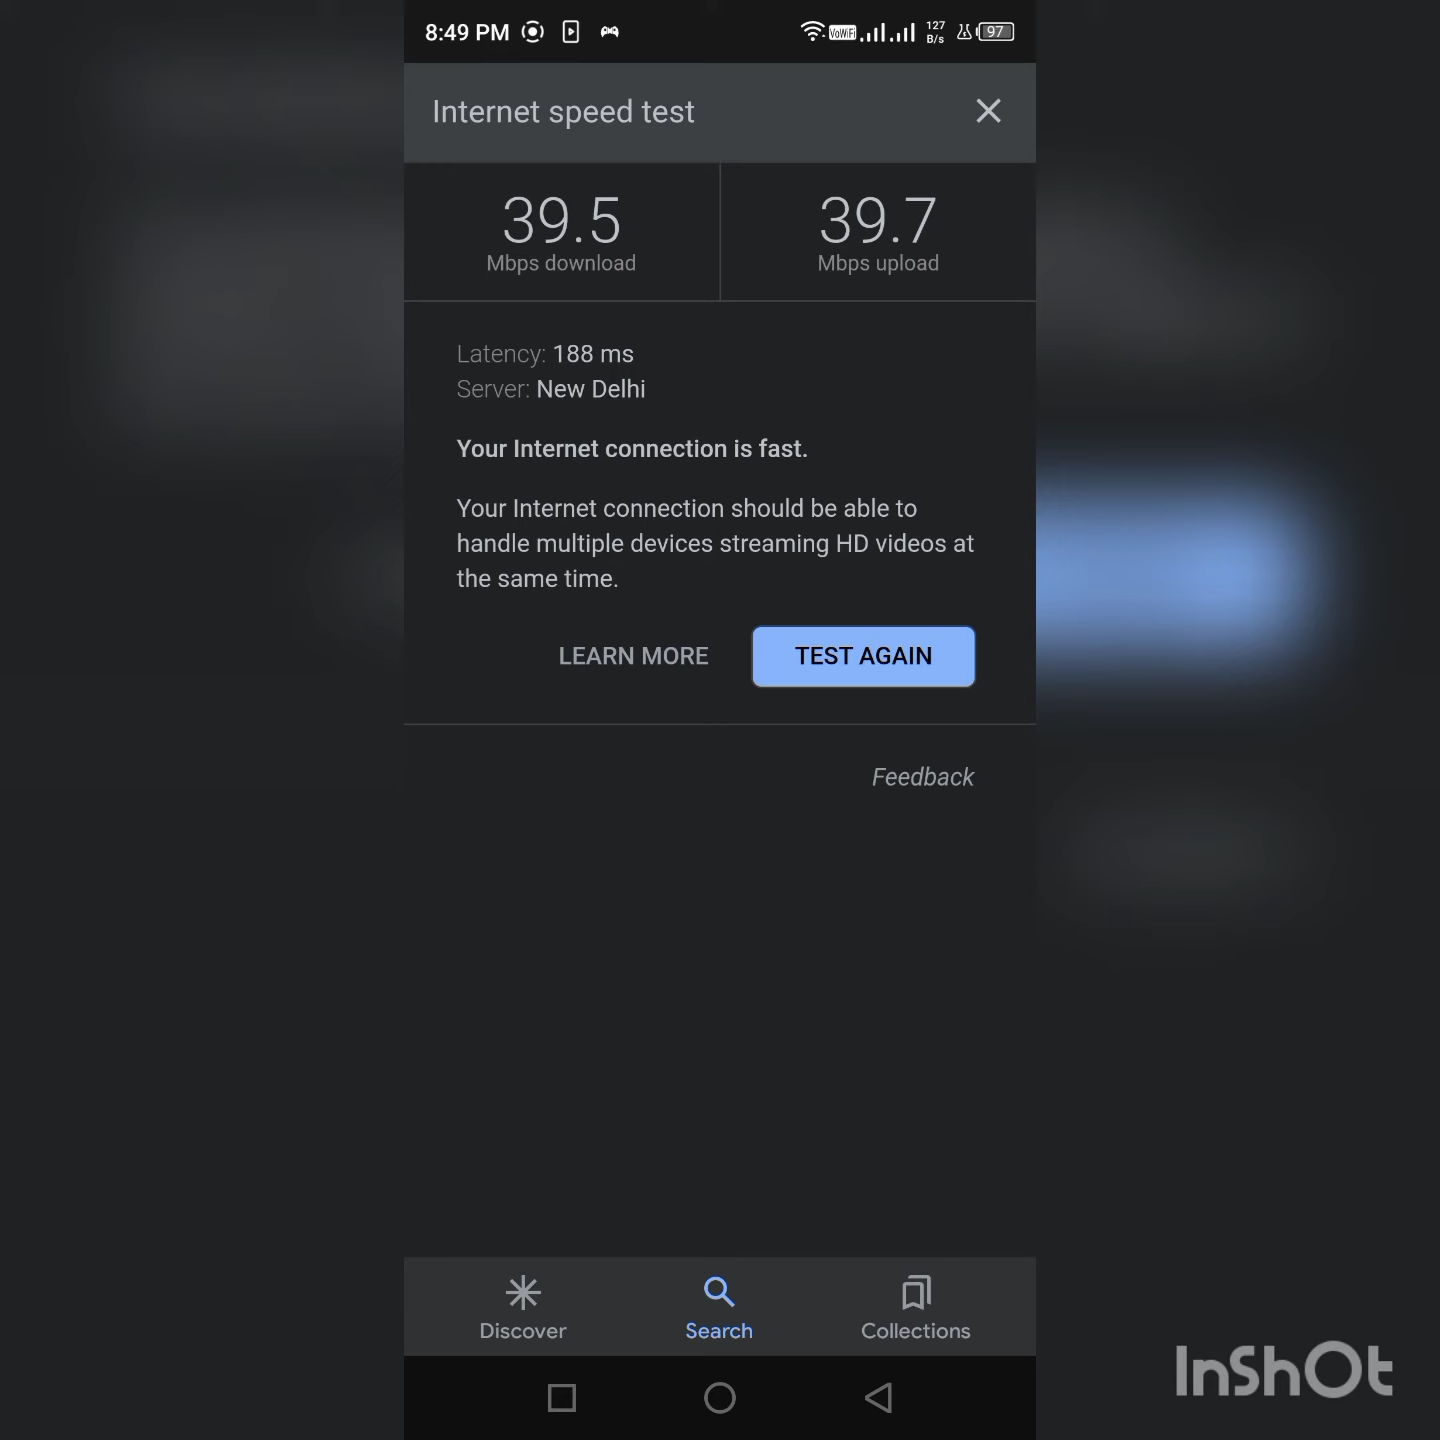 8:49 PM VoWiFi 127 B/s 97
Internet speed test
39.5 39.7
Mbps download Mbps upload
Latency: 188 ms
Server: New Delhi
Your Internet connection is fast.
Your Internet connection should be able to
handle multiple devices streaming HD videos at
the same time.
LEARN MORE TEST AGAIN
Feedback
Discover Search Collections
InShOt